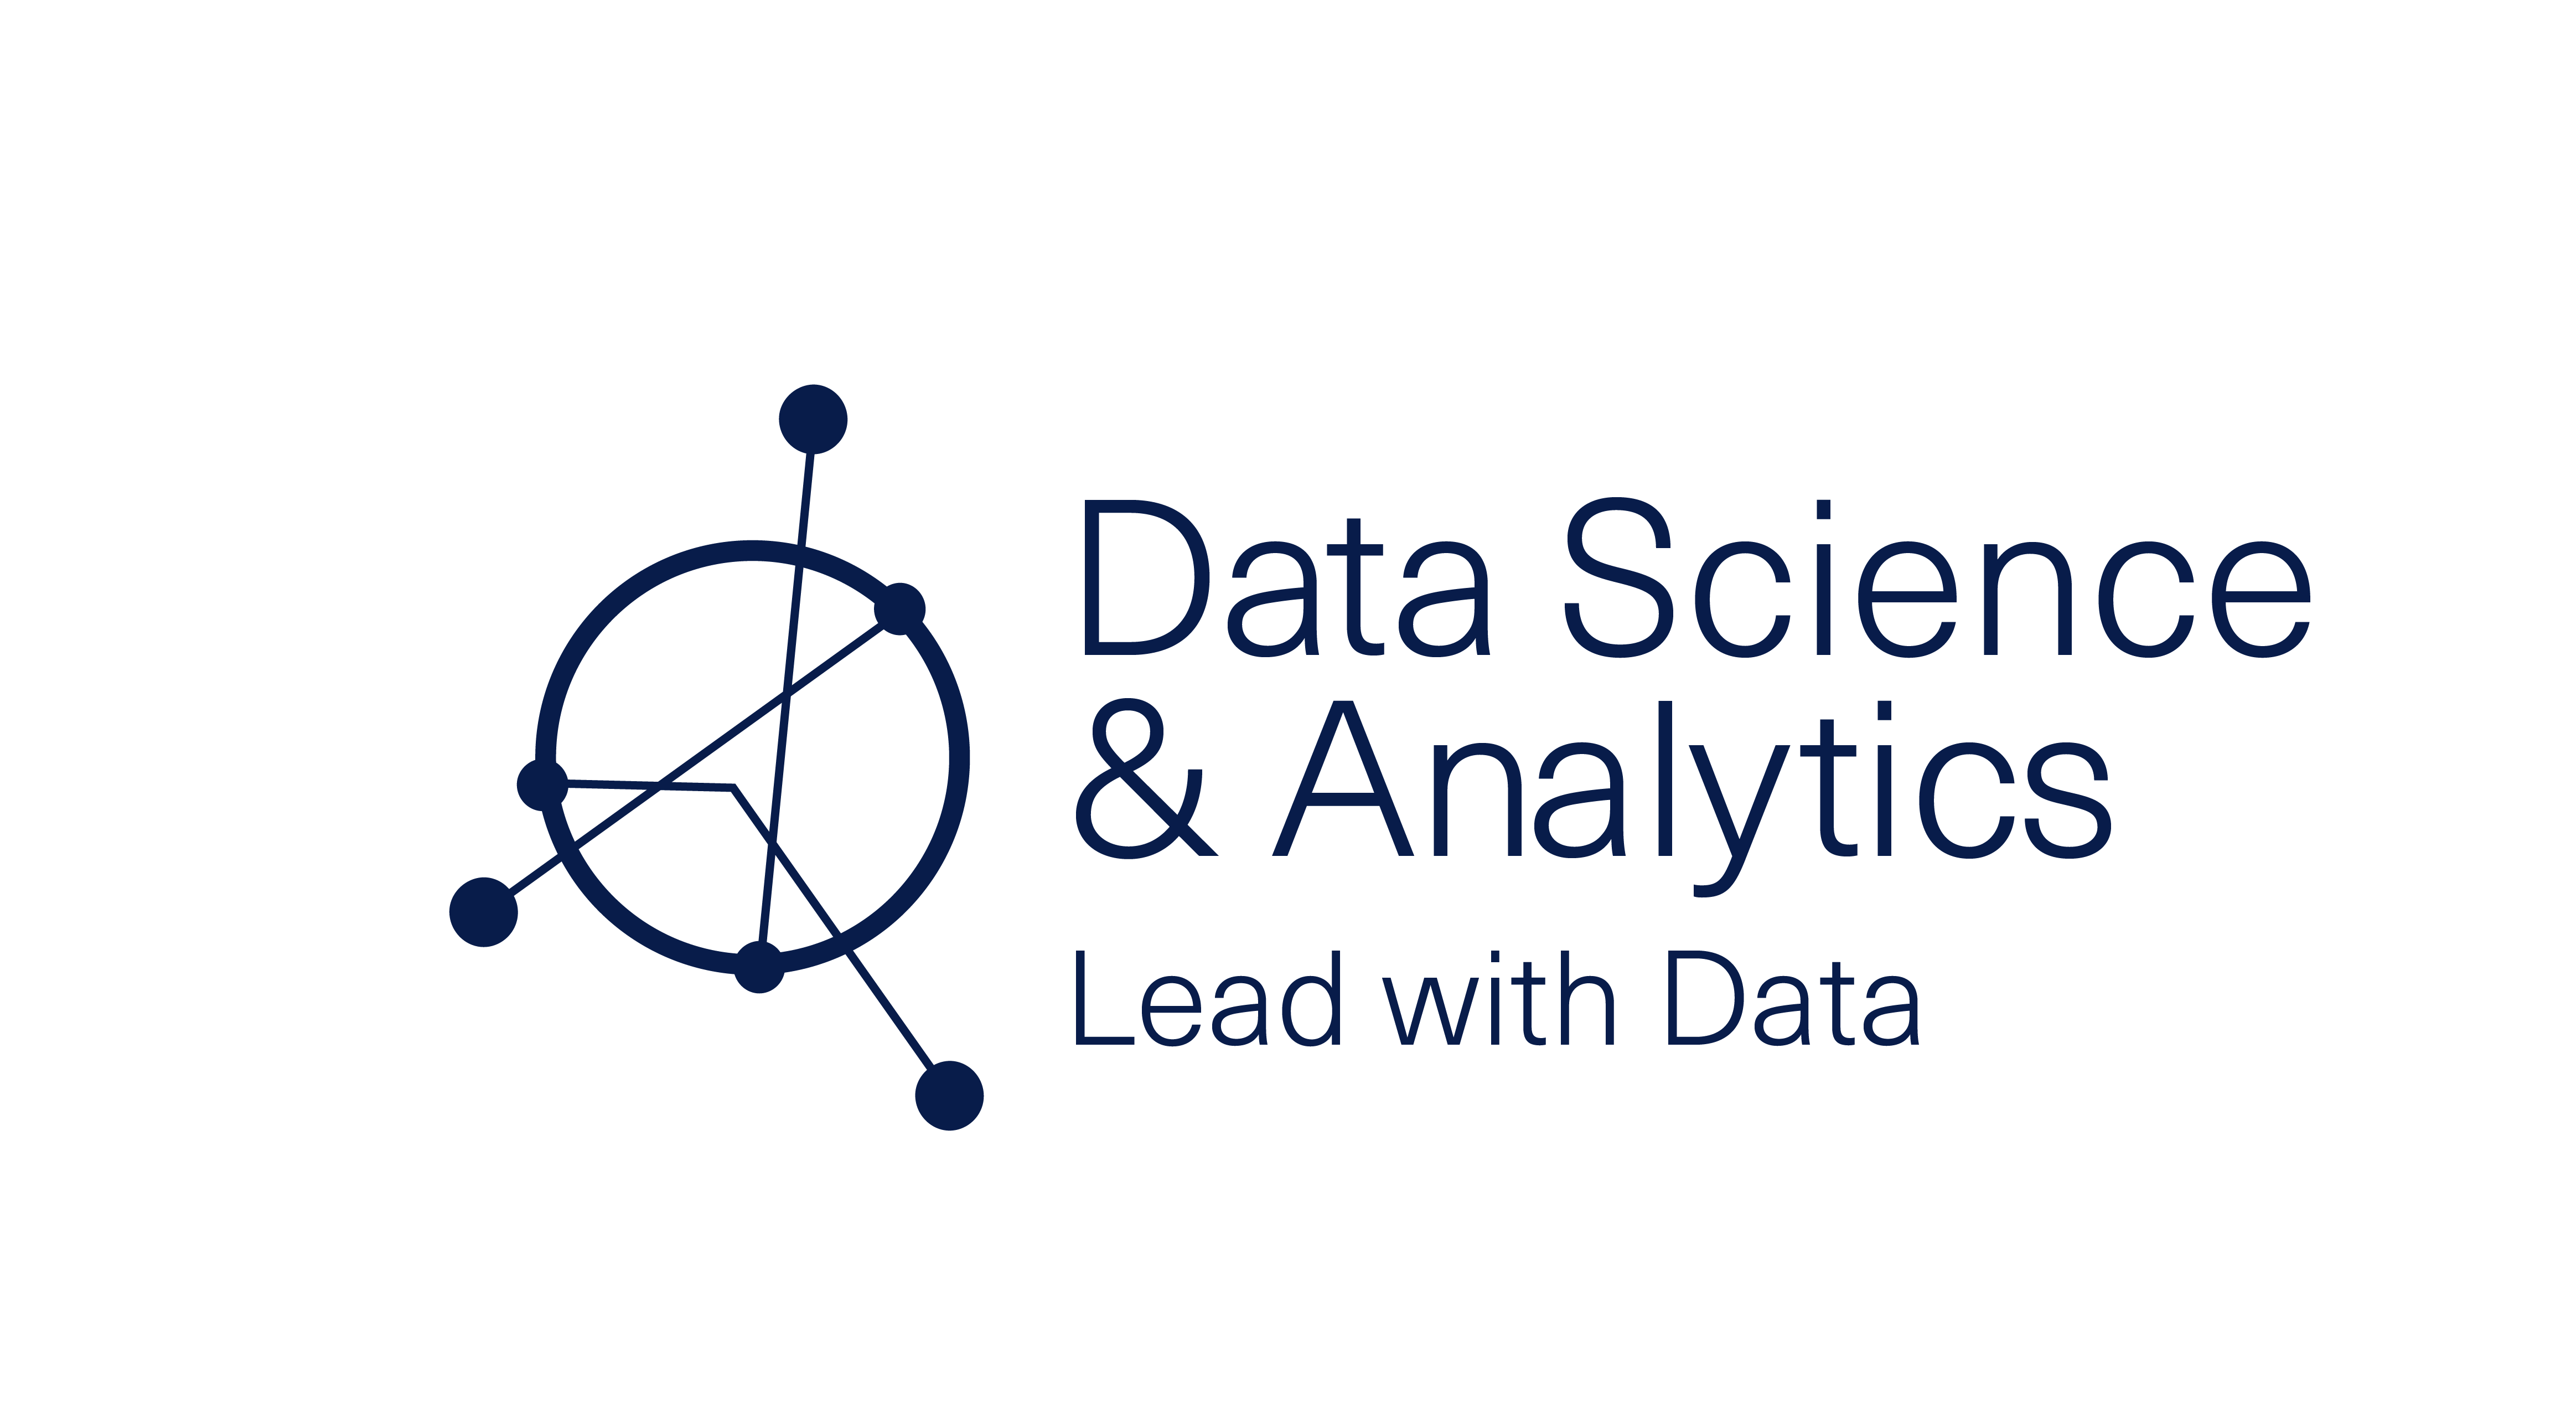 Data Science
& Analytics
Lead with Data